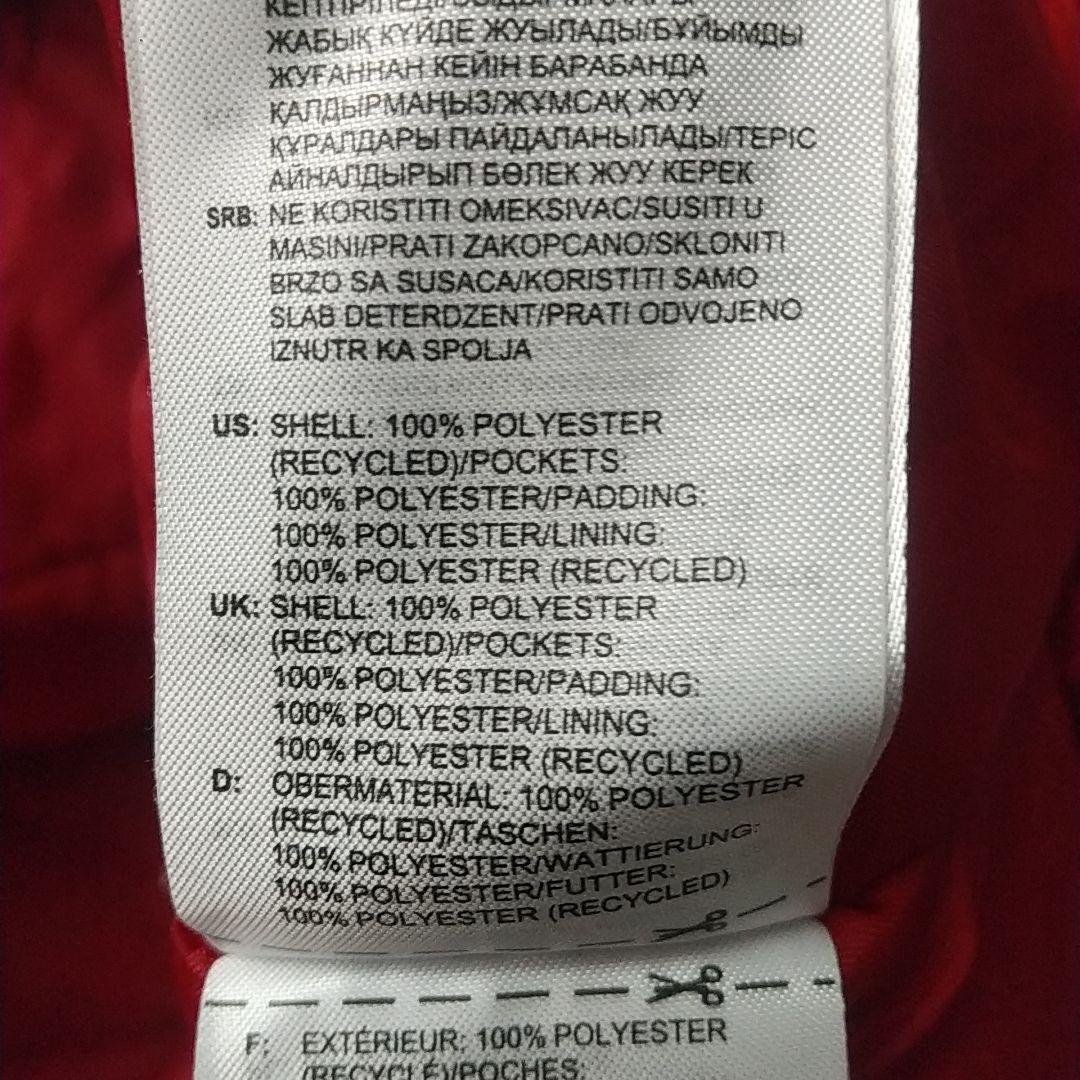 ЖАБЫҚ КҮЙДЕ ЖУЫЛАДЫ/БҰЙЫМДЫ
ЖУҒАННАН КЕЙІН БАРАБАНДА
ҚАЛДЫРМАҢЫЗ/ЖҰМСАҚ ЖУУ
ҚҰРАЛДАРЫ ПАЙДАЛАНЫЛАДЫ/ТЕРІС
АЙНАЛДЫРЫП БӨЛЕК ЖУУ КЕРЕК
SRB: NE KORISTITI OMEKSIVAC/SUSITI U
MASINI/PRATI ZAKOPCANO/SKLONITI
BRZO SA SUSACA/KORISTITI SAMO
SLAB DETERDZENT/PRATI ODVOJENO
IZNUTR KA SPOLJA
US: SHELL: 100% POLYESTER
(RECYCLED)/POCKETS:
100% POLYESTER/PADDING:
100% POLYESTER/LINING:
100% POLYESTER (RECYCLED)
UK: SHELL: 100% POLYESTER
(RECYCLED)/POCKETS:
100% POLYESTER/PADDING:
100% POLYESTER/LINING:
100% POLYESTER (RECYCLED)
D: OBERMATERIAL: 100% POLYESTER
(RECYCLED)/TASCHEN:
100% POLYESTER/WATTIERUNG:
100% POLYESTER/FUTTER:
100% POLYESTER (RECYCLED)
F: EXTÉRIEUR: 100% POLYESTER
(RECYCLÉ)/POCHES: